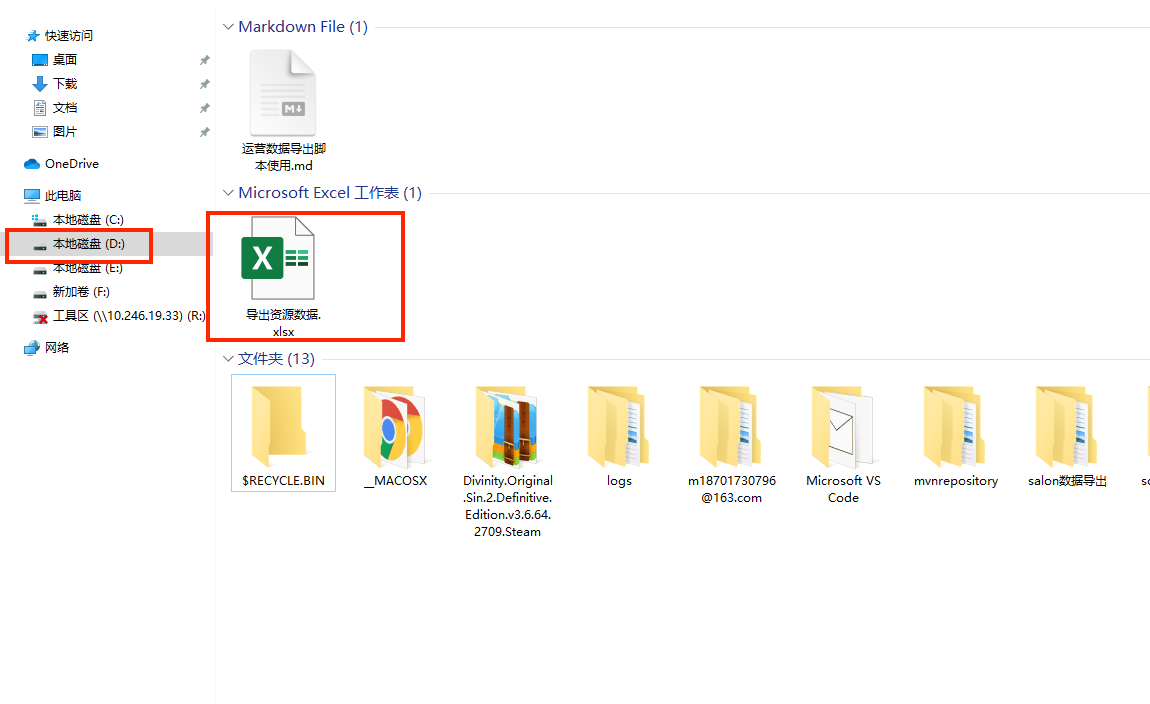 快速访问
桌面
下载
文档
图片
OneDrive
此电脑
本地磁盘 (C:)
本地磁盘 (D:)
本地磁盘 (E:)
新加卷 (F:)
工具区 (\\10.246.19.33) (R:)
网络
Markdown File (1)
M
运营数据导出脚
本使用.md
Microsoft Excel 工作表 (1)
X
导出资源数据.
xlsx
文件夹 (13)
$RECYCLE.BIN
__MACOSX
Divinity.Original
.Sin.2.Definitive.
Edition.v3.6.64.
2709.Steam
logs
m18701730796
@163.com
Microsoft VS
Code
mvnrepository
salon数据导出